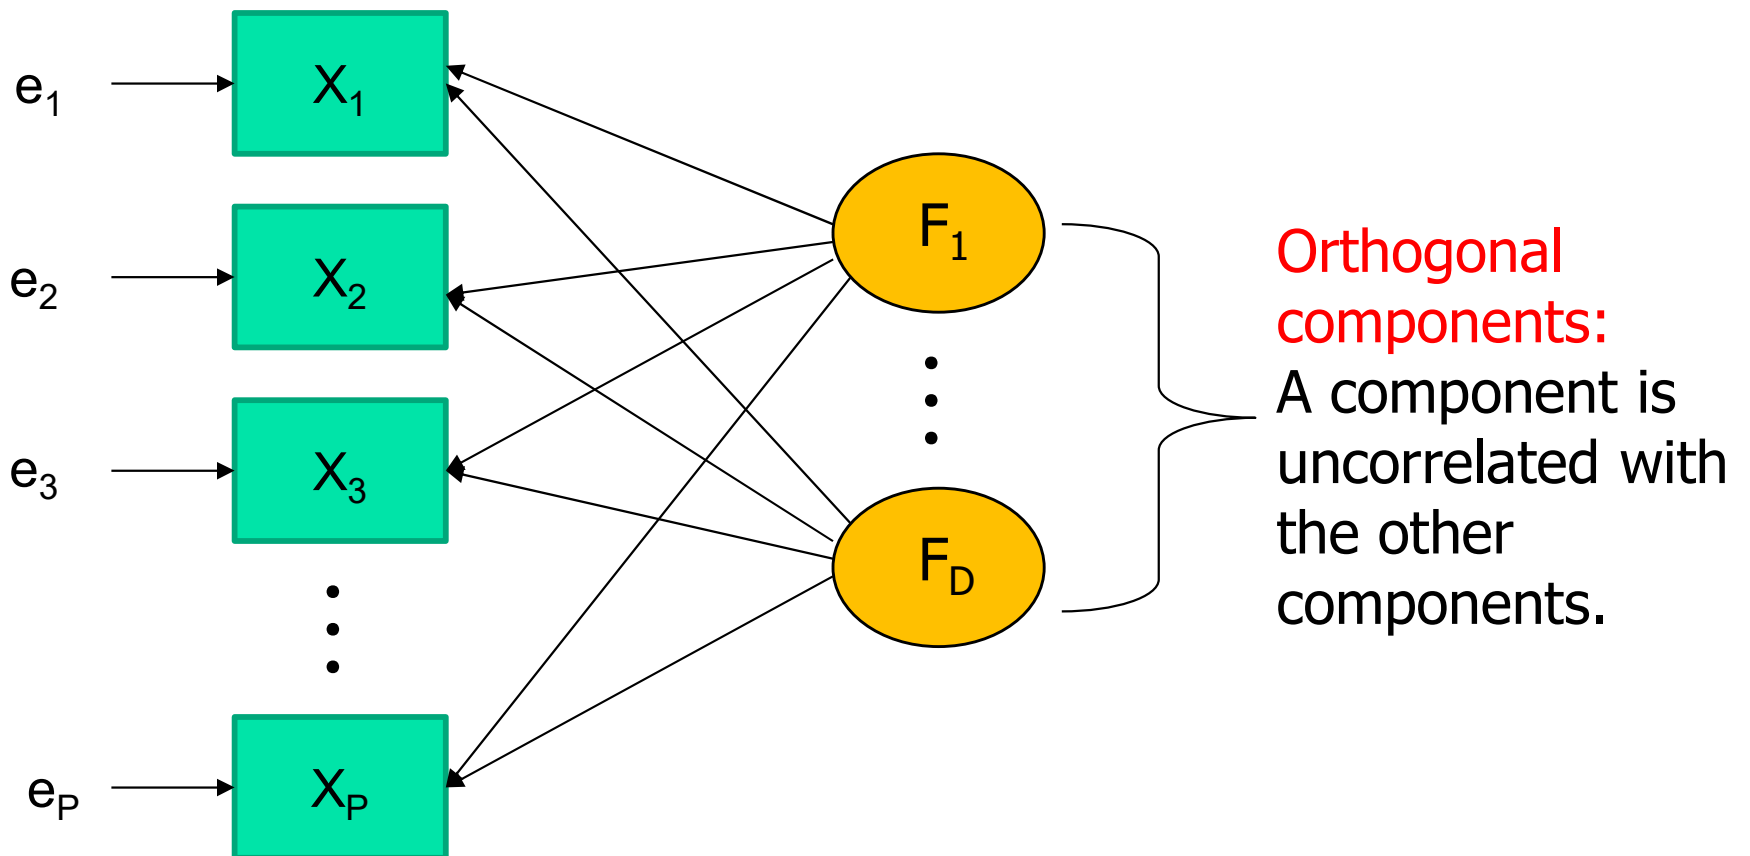 e1
X1
e2
X2
e3
X3
eP
XP
F1
FD
Orthogonal
components:
A component is
uncorrelated with
the other
components.